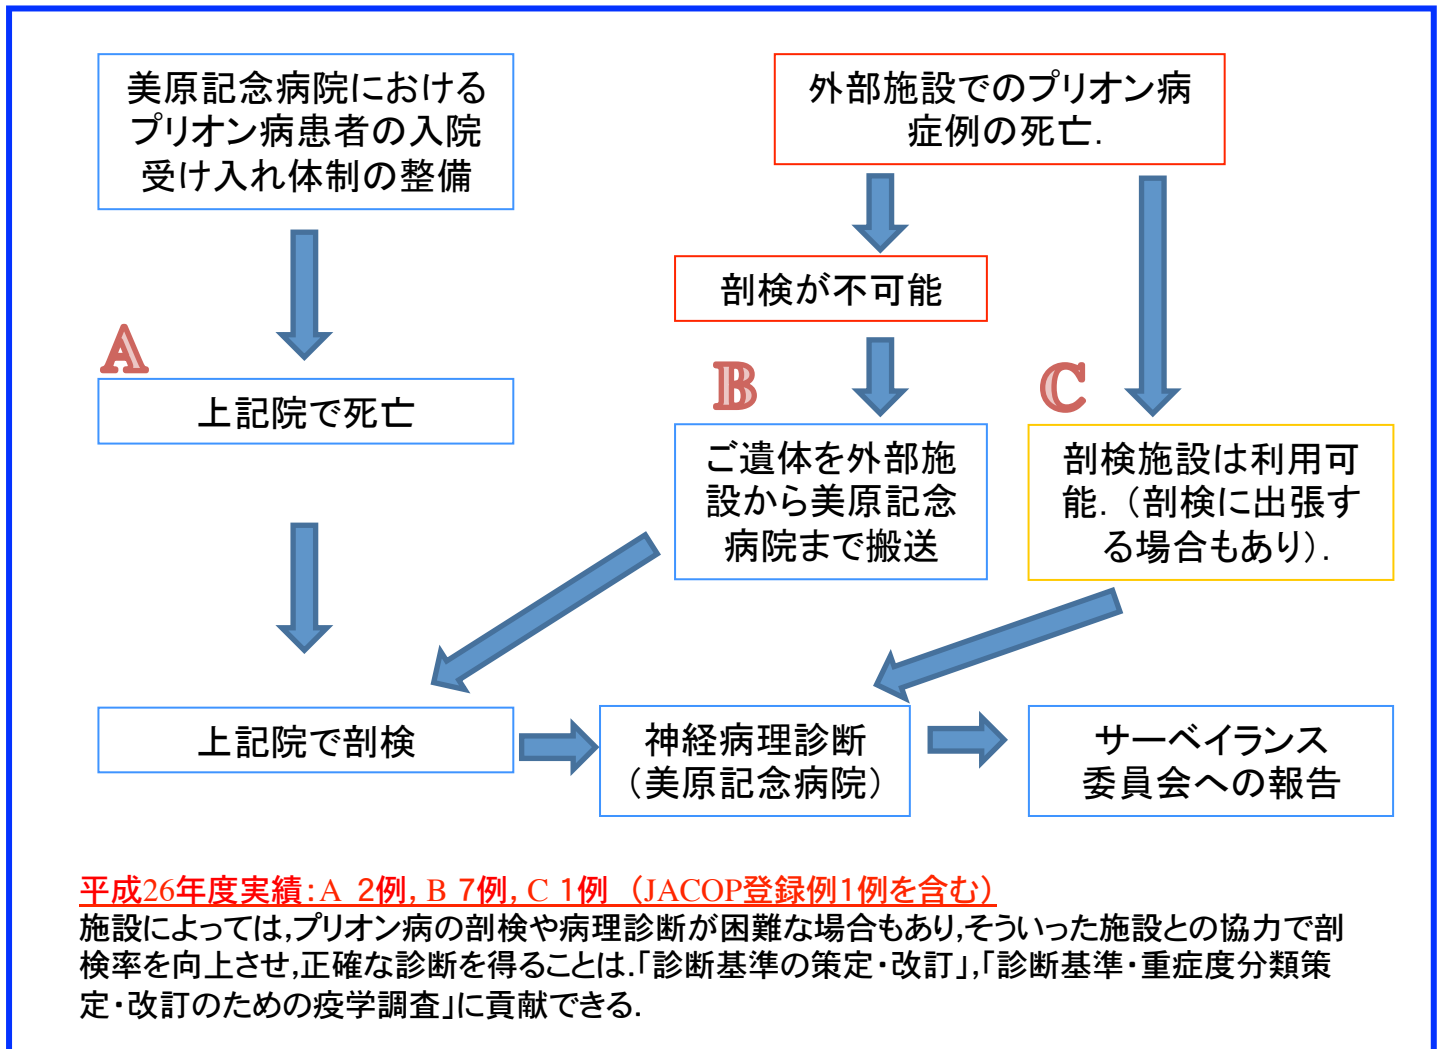 美原記念病院における
プリオン病患者の入院
受け入れ体制の整備
外部施設でのプリオン病
症例の死亡.
剖検が不可能
A
上記院で死亡
B
ご遺体を外部施
設から美原記念
病院まで搬送
C
剖検施設は利用可
能.（剖検に出張す
る場合もあり）.
上記院で剖検
神経病理診断
（美原記念病院）
サーベイランス
委員会への報告
平成26年度実績：A 2例, B 7例, C 1例 （JACOP登録例1例を含む）
施設によっては,プリオン病の剖検や病理診断が困難な場合もあり,そういった施設との協力で剖
検率を向上させ,正確な診断を得ることは.「診断基準の策定・改訂」,「診断基準・重症度分類策
定・改訂のための疫学調査」に貢献できる.